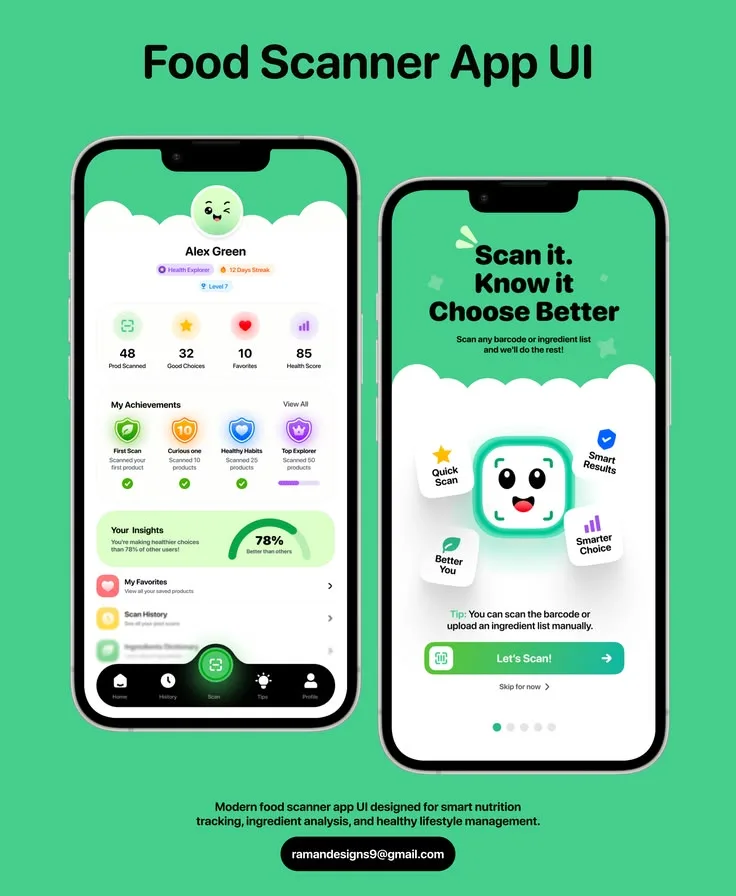 Food Scanner App UI
Alex Green
Health Explorer
12 Days Streak
Level 7
48
Prod Scanned
32
Good Choices
10
Favorites
85
Health Score
My Achievements
View All
10
First Scan
Scanned your
first product
Curious one
Scanned 10
products
Healthy Habits
Scanned 25
products
Top Explorer
Scanned 50
products
Your Insights
You're making healthier choices
than 78% of other users!
78%
Better than others
My Favorites
View all your saved products
Scan History
See all your past scans
Ingredients Dictionary
Home
History
Scan
Tips
Profile
Scan it.
Know it
Choose Better
Scan any barcode or ingredient list
and we'll do the rest!
Quick
Scan
Smart
Results
Better
You
Smarter
Choice
Tip: You can scan the barcode or
upload an ingredient list manually.
Let's Scan!
Skip for now
Modern food scanner app UI designed for smart nutrition
tracking, ingredient analysis, and healthy lifestyle management.
ramandesigns9@gmail.com